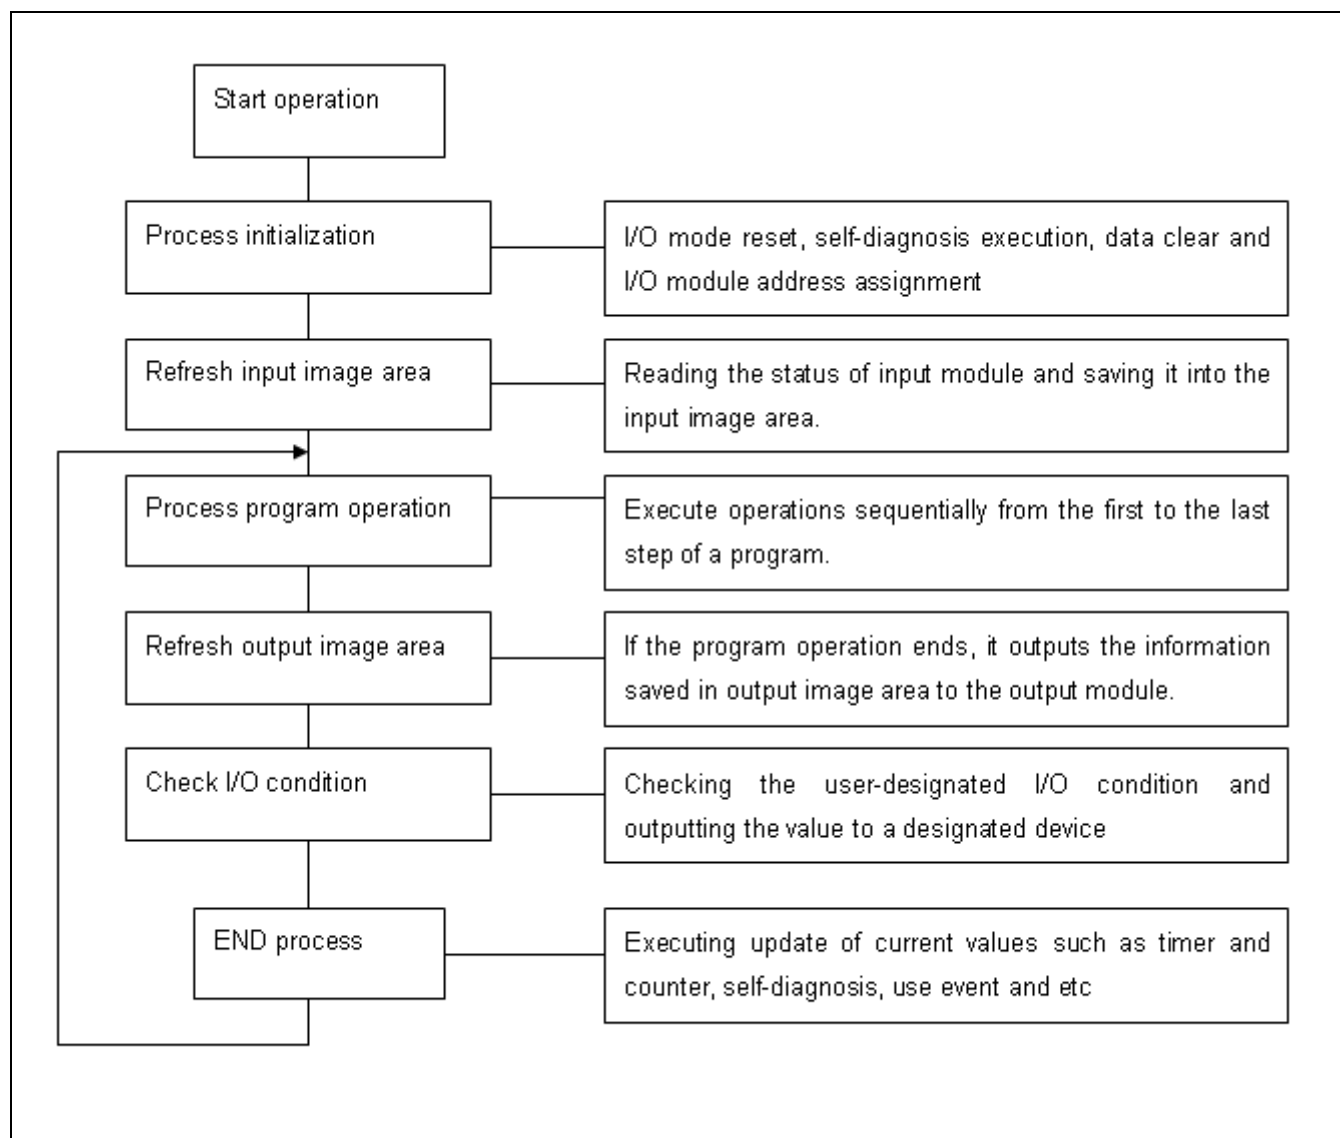 Start operation
Process initialization
I/O mode reset, self-diagnosis execution, data clear and
I/O module address assignment
Refresh input image area
Reading the status of input module and saving it into the
input image area.
Process program operation
Execute operations sequentially from the first to the last
step of a program.
Refresh output image area
If the program operation ends, it outputs the information
saved in output image area to the output module.
Check I/O condition
Checking the user-designated I/O condition and
outputting the value to a designated device
END process
Executing update of current values such as timer and
counter, self-diagnosis, use event and etc